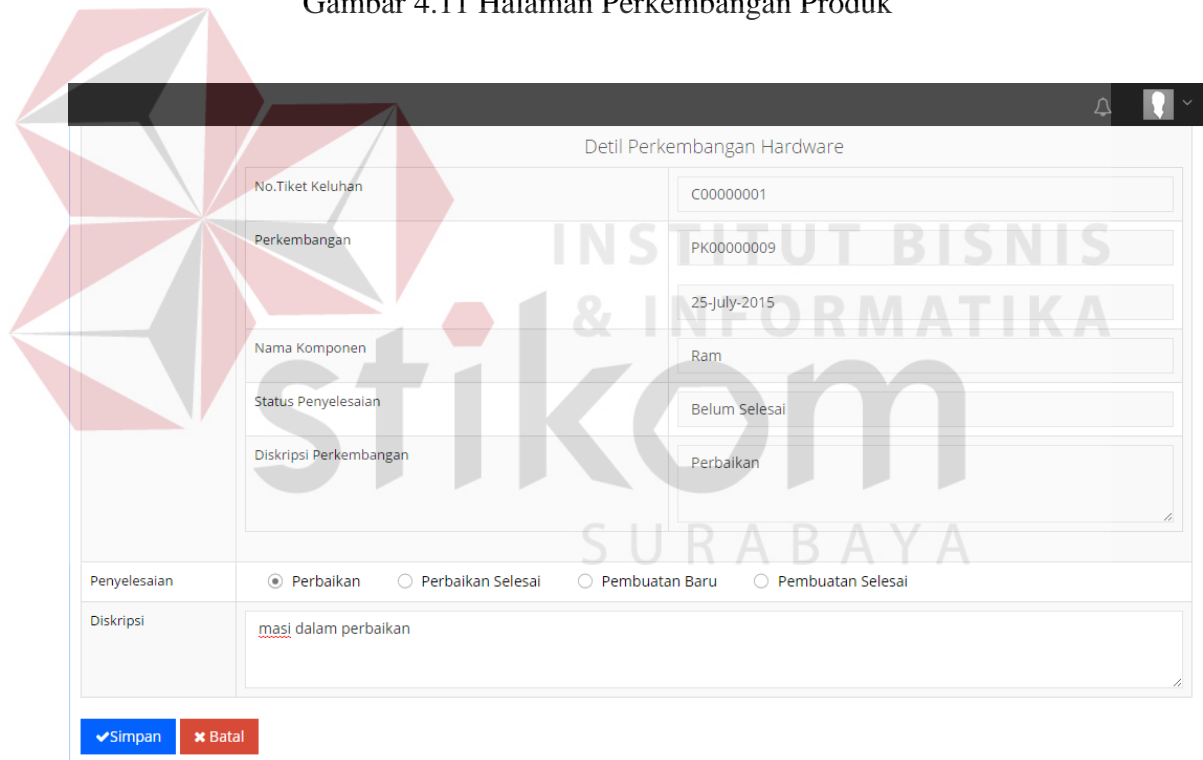 Gambar 4.11 Halaman Perkembangan Produk
Detil Perkembangan Hardware
No.Tiket Keluhan
C00000001
Perkembangan
PK00000009
25-July-2015
Nama Komponen
Ram
Status Penyelesaian
Belum Selesai
Diskripsi Perkembangan
Perbaikan
INSTITUT BISNIS
& INFORMATIKA
stikom
SURABAYA
Penyelesaian
Perbaikan Perbaikan Selesai Pembuatan Baru Pembuatan Selesai
Diskripsi
masi dalam perbaikan
Simpan Batal